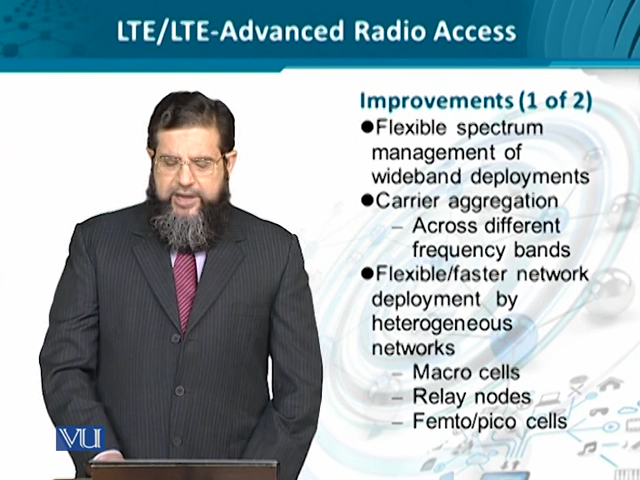 LTE/LTE-Advanced Radio Access
Improvements (1 of 2)
●Flexible spectrum
management of
wideband deployments
●Carrier aggregation
– Across different
frequency bands
●Flexible/faster network
deployment by
heterogeneous
networks
– Macro cells
– Relay nodes
– Femto/pico cells
VU